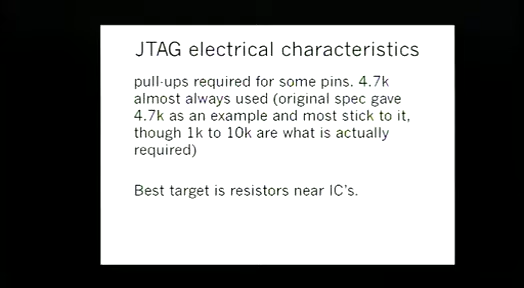 JTAG electrical characteristics
pull-ups required for some pins. 4.7k
almost always used (original spec gave
4.7k as an example and most stick to it,
though 1k to 10k are what is actually
required)
Best target is resistors near IC's.